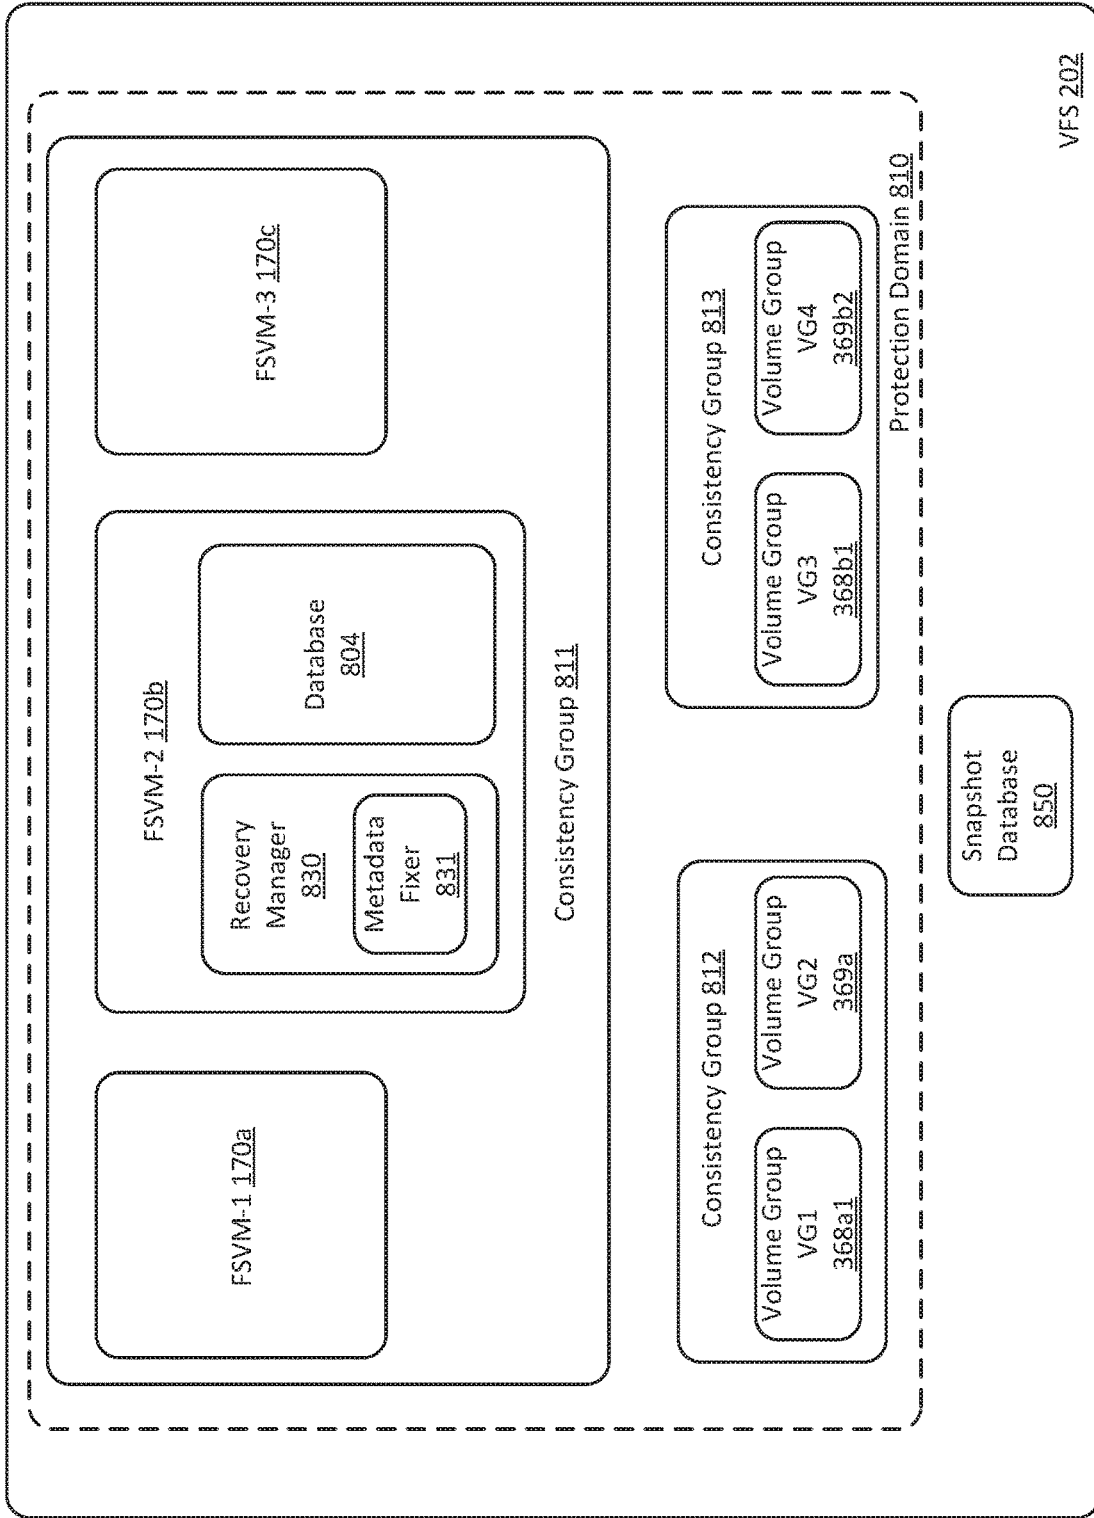 FSVM-1 170a
FSVM-2 170b
Recovery
Manager
830
Metadata
Fixer
831
Database
804
FSVM-3 170c
Consistency Group 811
Consistency Group 812
Volume Group
VG1
368a1
Volume Group
VG2
369a
Consistency Group 813
Volume Group
VG3
368b1
Volume Group
VG4
369b2
Protection Domain 810
Snapshot
Database
850
VFS 202